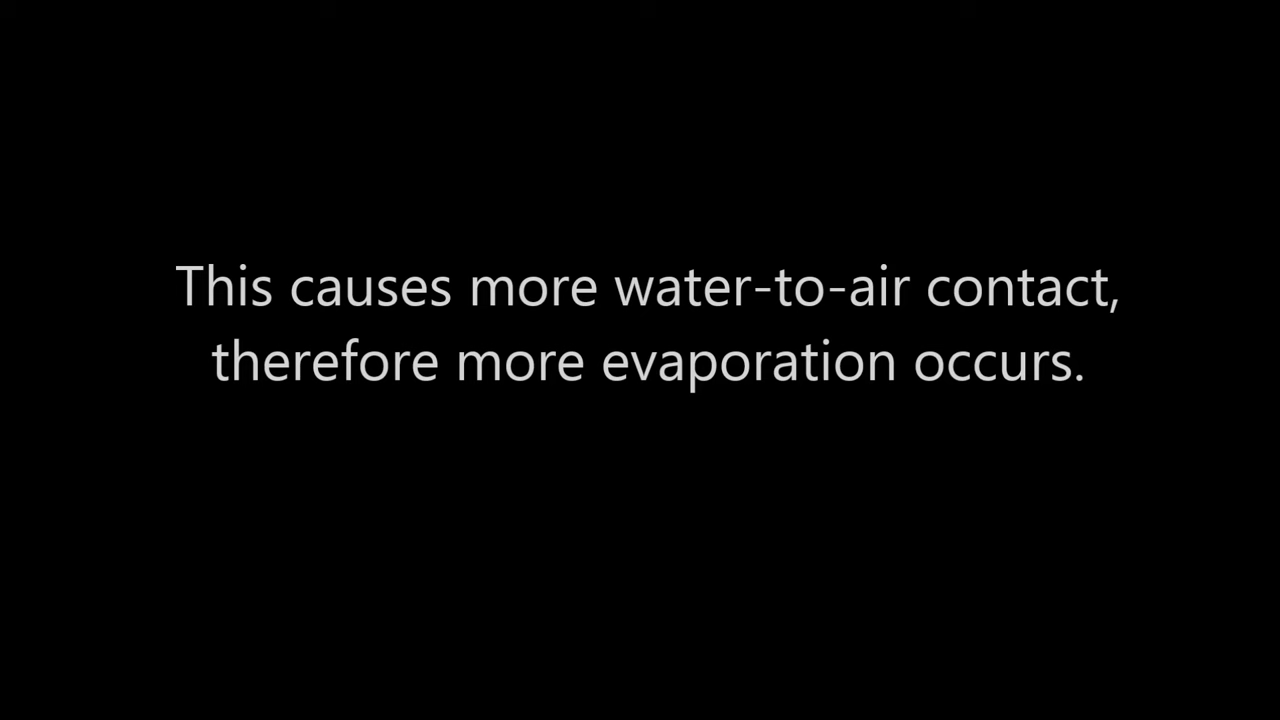 This causes more water-to-air contact,
therefore more evaporation occurs.